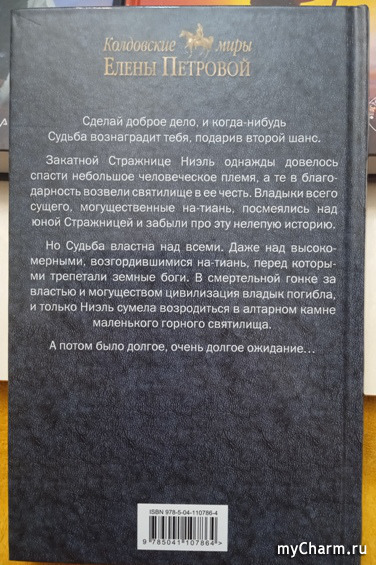 Колдовские миры
Елены Петровой
Сделай доброе дело, и когда-нибудь
Судьба вознаградит тебя, подарив второй шанс.
Закатной Стражнице Ниэль однажды довелось
спасти небольшое человеческое племя, а те в благо-
дарность возвели святилище в ее честь. Владыки всего
сущего, могущественные на-тиань, посмеялись над
юной Стражницей и забыли про эту нелепую историю.
Но Судьба властна над всеми. Даже над высоко-
мерными, возгордившимися на-тиань, перед которы-
ми трепетали земные боги. В смертельной гонке за
властью и могуществом цивилизация владык погибла,
и только Ниэль сумела возродиться в алтарном камне
маленького горного святилища.
А потом было долгое, очень долгое ожидание...
ISBN 978-5-04-110786-4
9 785041 107864 >
myCharm.ru